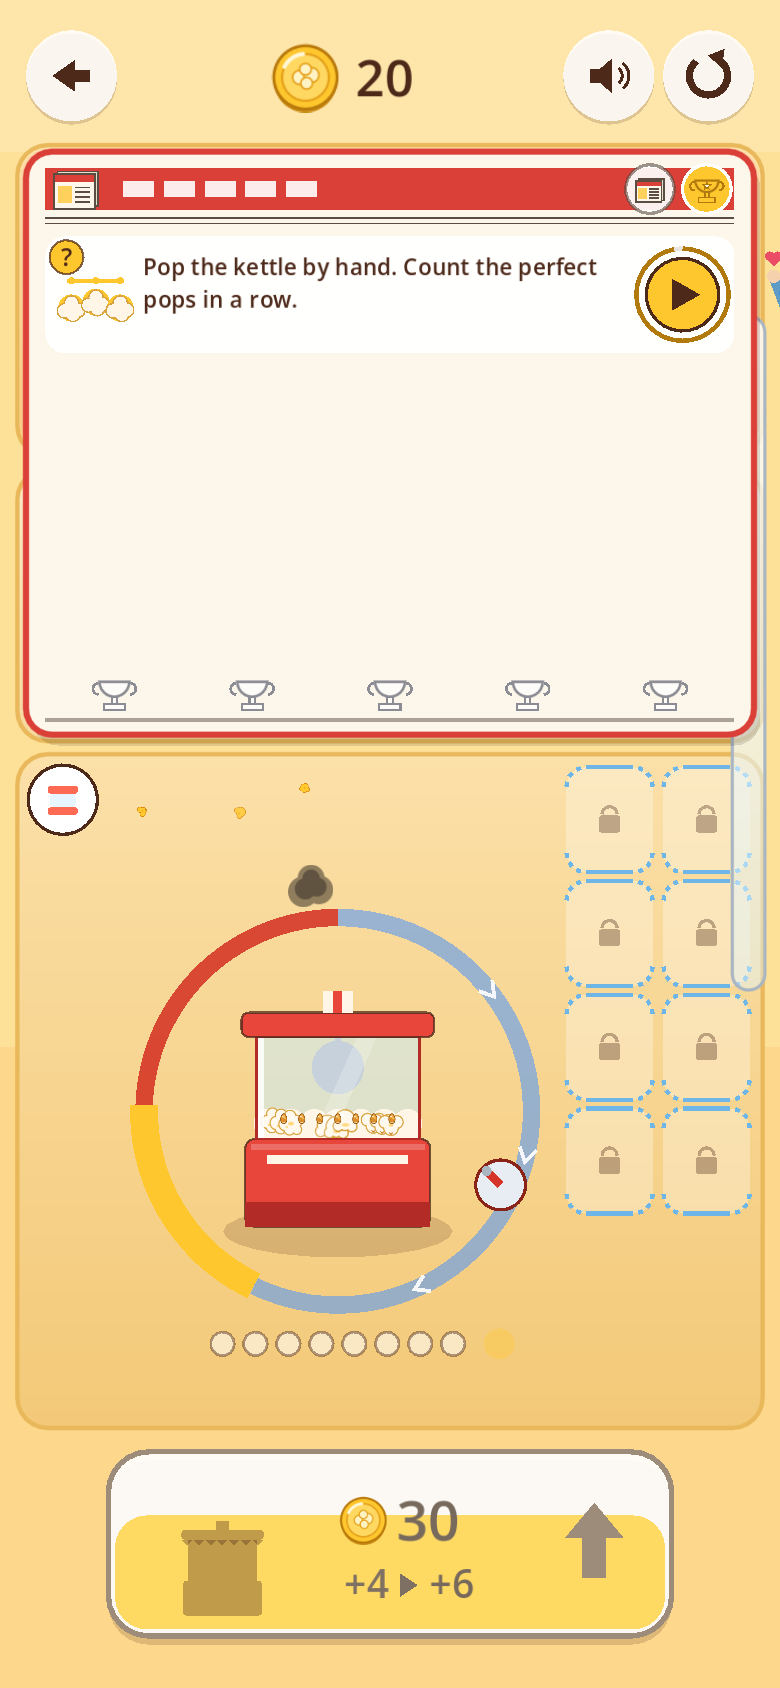 20
?
Pop the kettle by hand. Count the perfect
pops in a row.
30
+4 ▶ +6